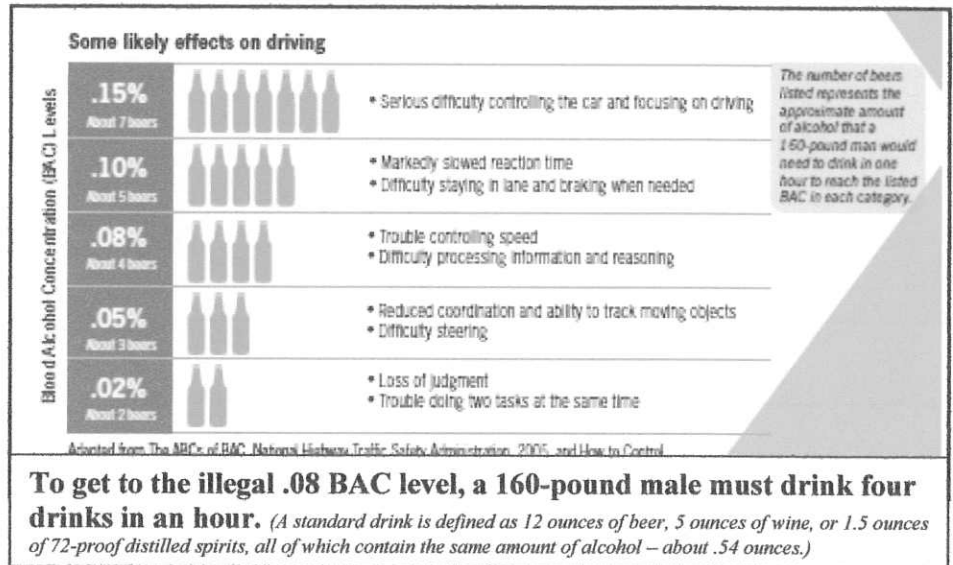 Some likely effects on driving
Blood Alcohol Concentration (BAC) Levels
.15%
About 7 beers
• Serious difficulty controlling the car and focusing on driving
.10%
About 5 beers
• Markedly slowed reaction time
• Difficulty staying in lane and braking when needed
.08%
About 4 beers
• Trouble controlling speed
• Difficulty processing information and reasoning
.05%
About 3 beers
• Reduced coordination and ability to track moving objects
• Difficulty steering
.02%
About 2 beers
• Loss of judgment
• Trouble doing two tasks at the same time
The number of beers
listed represents the
approximate amount
of alcohol that a
160-pound man would
need to drink in one
hour to reach the listed
BAC in each category.
Adapted from The ABCs of BAC, National Highway Traffic Safety Administration, 2005, and How to Control
To get to the illegal .08 BAC level, a 160-pound male must drink four
drinks in an hour. (A standard drink is defined as 12 ounces of beer, 5 ounces of wine, or 1.5 ounces
of 72-proof distilled spirits, all of which contain the same amount of alcohol – about .54 ounces.)